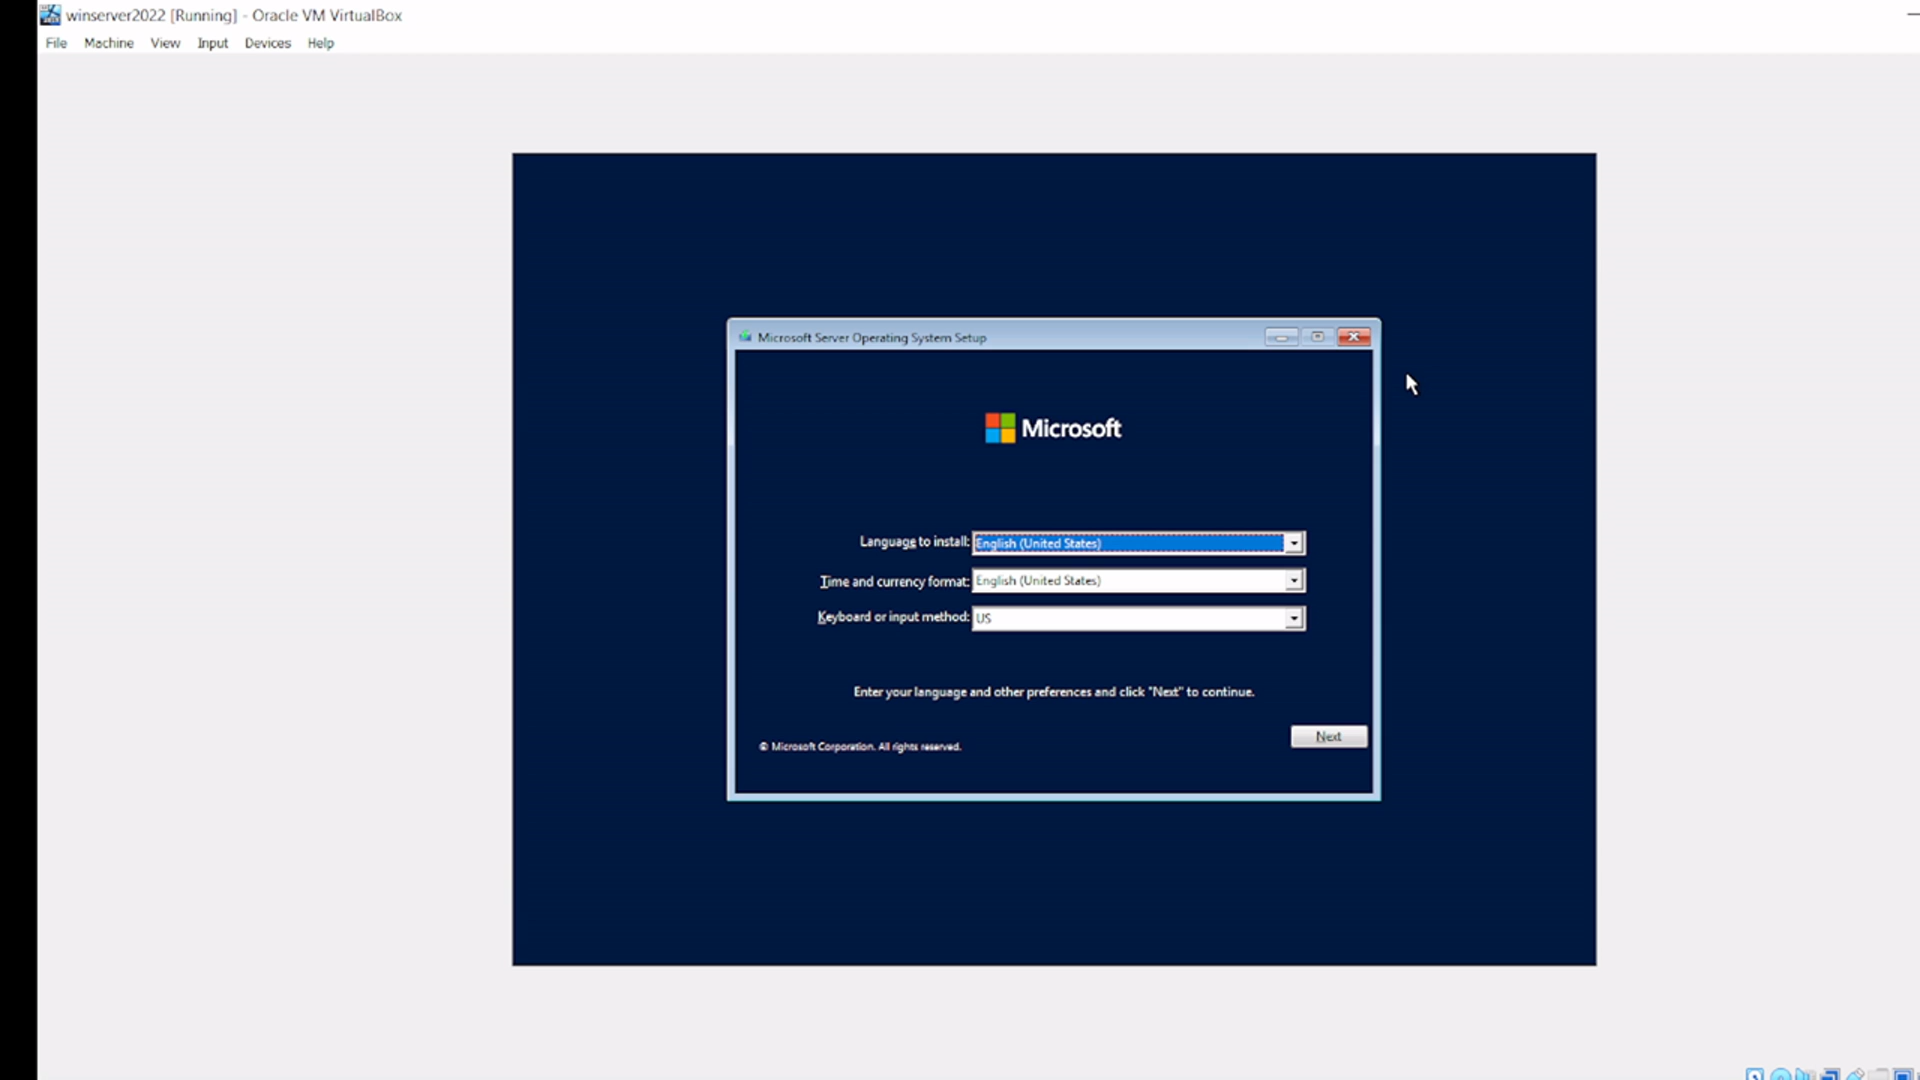 winserver2022 [Running] - Oracle VM VirtualBox
File Machine View Input Devices Help
Microsoft Server Operating System Setup
Microsoft
Language to install: English (United States)
Time and currency format: English (United States)
Keyboard or input method: US
Enter your language and other preferences and click "Next" to continue.
Next
© Microsoft Corporation. All rights reserved.